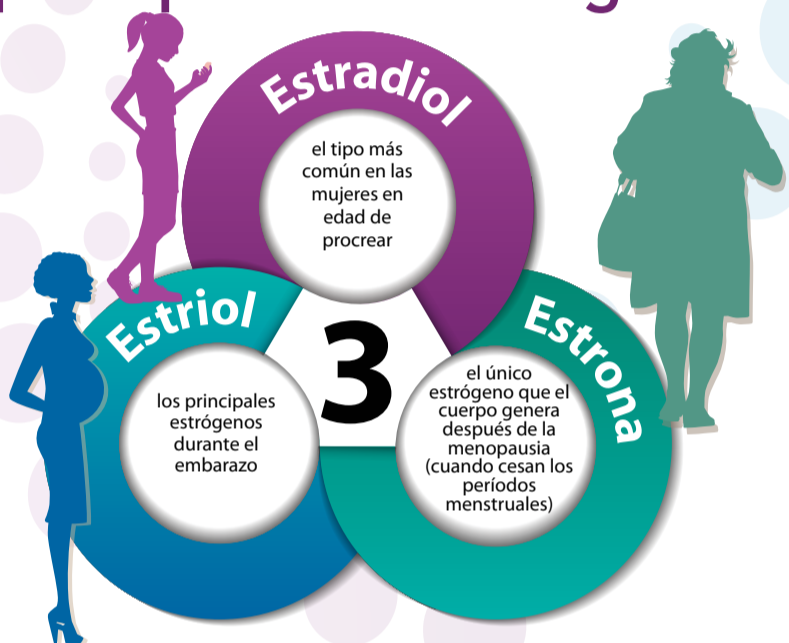 Estradiol
el tipo más
común en las
mujeres en
edad de
procrear
Estriol
los principales
estrógenos
durante el
embarazo
3
Estrona
el único
estrógeno que el
cuerpo genera
después de la
menopausia
(cuando cesan los
períodos
menstruales)